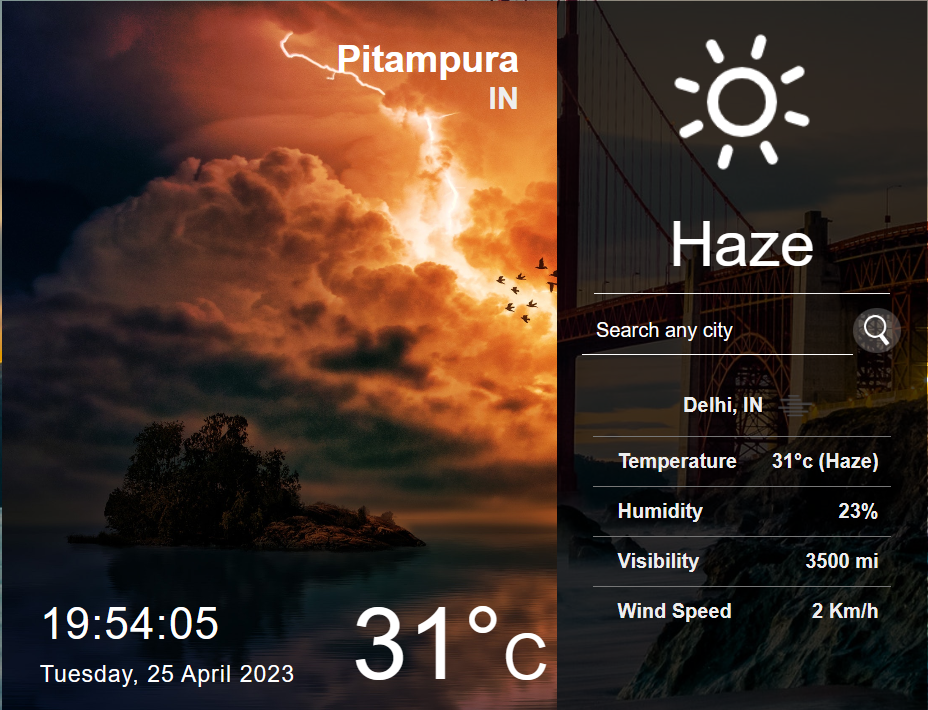 Pitampura
IN
19:54:05
Tuesday, 25 April 2023
31°c
Haze
Search any city
Delhi, IN
Temperature 31°c (Haze)
Humidity 23%
Visibility 3500 mi
Wind Speed 2 Km/h